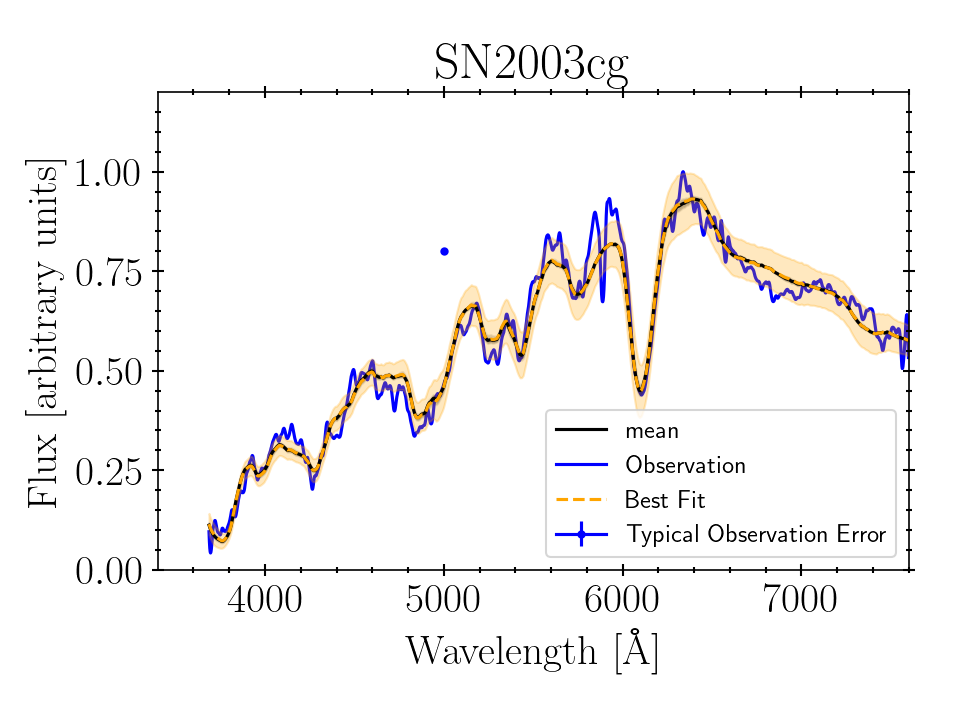 SN2003cg
Flux [arbitrary units]
1.00
0.75
0.50
0.25
0.00
mean
Observation
Best Fit
Typical Observation Error
4000
5000
6000
7000
Wavelength [Å]